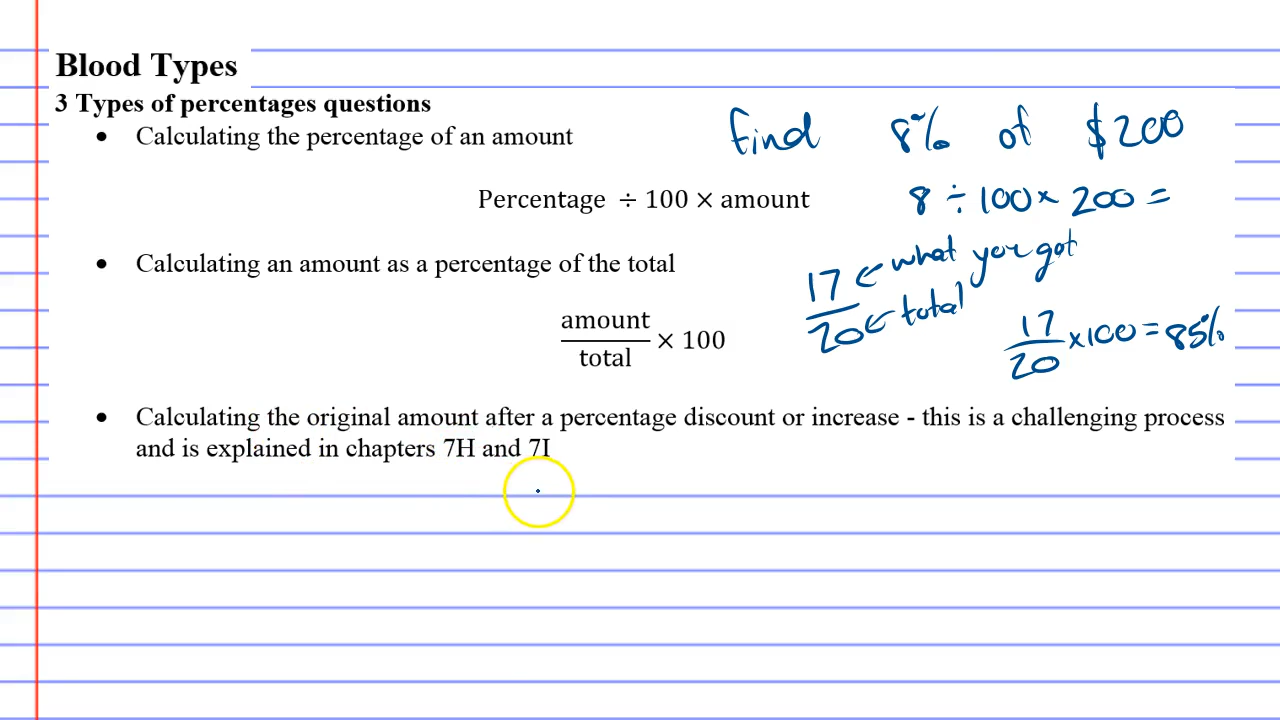 Blood Types
3 Types of percentages questions
• Calculating the percentage of an amount
Find 8% of $200
Percentage ÷ 100 × amount
8 ÷ 100 × 200 =
• Calculating an amount as a percentage of the total
17 ← what you got
20 ← total
amount
total
× 100
17
20
×100 = 85%
• Calculating the original amount after a percentage discount or increase - this is a challenging process
and is explained in chapters 7H and 7I